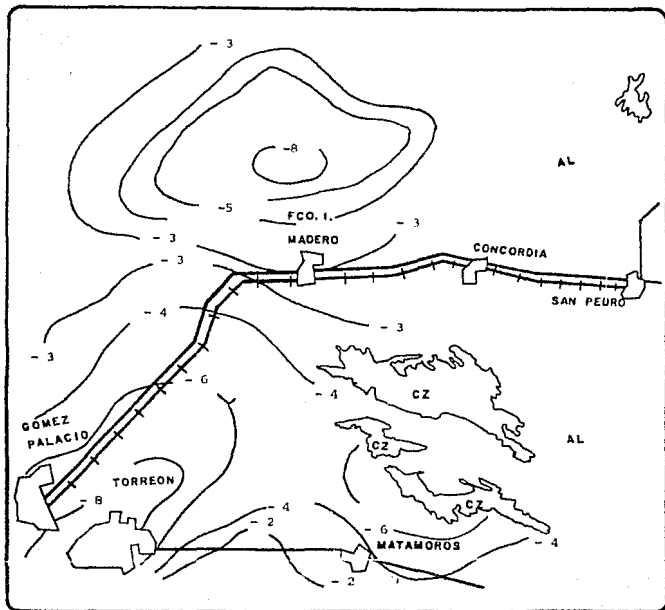 - 3
- 3
-8
AL
-5
FCO. I.
MADERO
- 3
- 3
CONCORDIA
- 3
SAN PEDRO
- 4
- 3
- 3
- 6
- 4
CZ
GÓMEZ
PALACIO
CZ
AL
TORREON
- 8
- 4
CZ
- 2
- 6
MATAMOROS
- 4
- 2